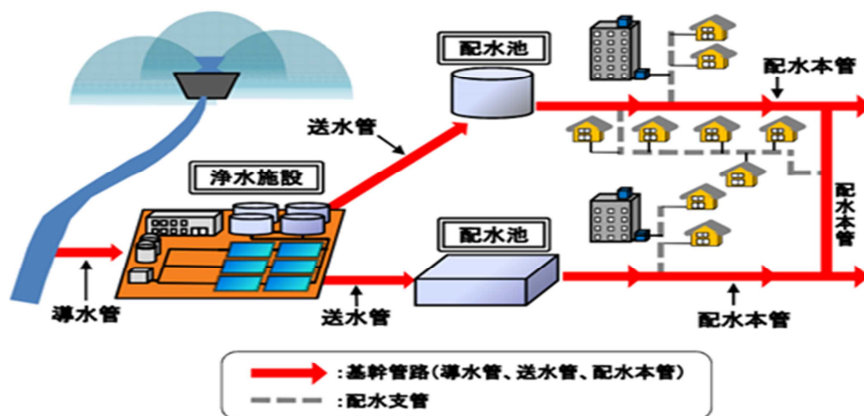 配水池
配水本管
送水管
浄水施設
配水池
配水本管
導水管
送水管
配水本管
:基幹管路(導水管、送水管、配水本管)
:配水支管